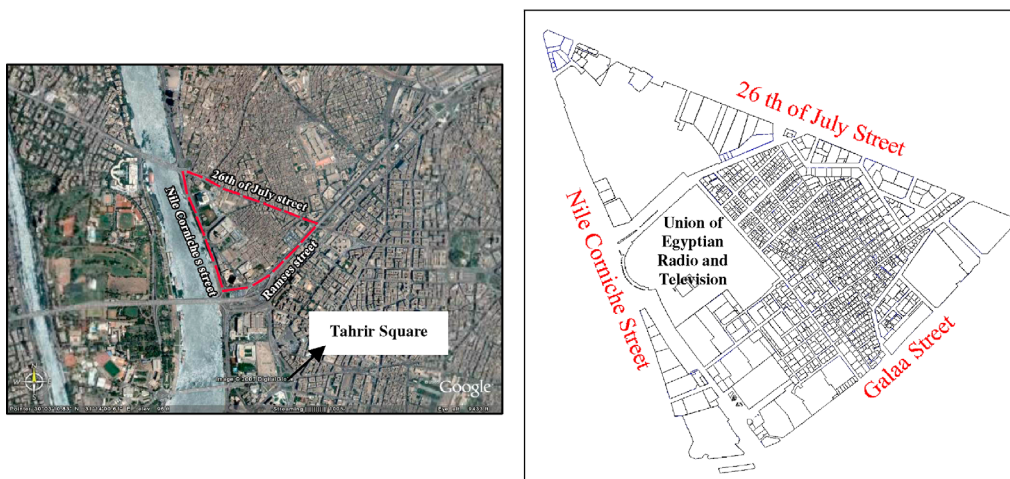 26th of July street
Nile Corniche's street
Ramses street
Tahrir Square
Google
26 th of July Street
Union of
Egyptian
Radio and
Television
Nile Corniche Street
Galaa Street